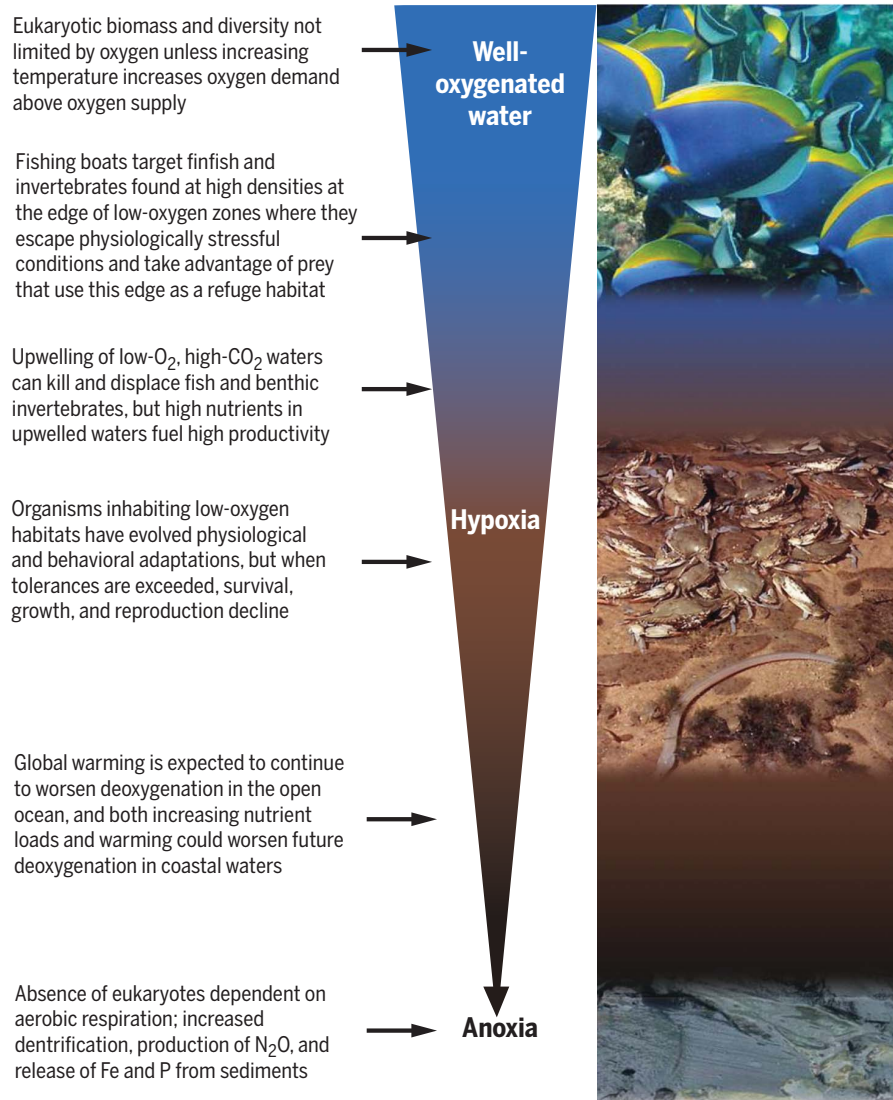 Eukaryotic biomass and diversity not
limited by oxygen unless increasing
temperature increases oxygen demand
above oxygen supply
Well-
oxygenated
water
Fishing boats target finfish and
invertebrates found at high densities at
the edge of low-oxygen zones where they
escape physiologically stressful
conditions and take advantage of prey
that use this edge as a refuge habitat
Upwelling of low-O₂, high-CO₂ waters
can kill and displace fish and benthic
invertebrates, but high nutrients in
upwelled waters fuel high productivity
Organisms inhabiting low-oxygen
habitats have evolved physiological
and behavioral adaptations, but when
tolerances are exceeded, survival,
growth, and reproduction decline
Hypoxia
Global warming is expected to continue
to worsen deoxygenation in the open
ocean, and both increasing nutrient
loads and warming could worsen future
deoxygenation in coastal waters
Absence of eukaryotes dependent on
aerobic respiration; increased
dentrification, production of N₂O, and
release of Fe and P from sediments
Anoxia